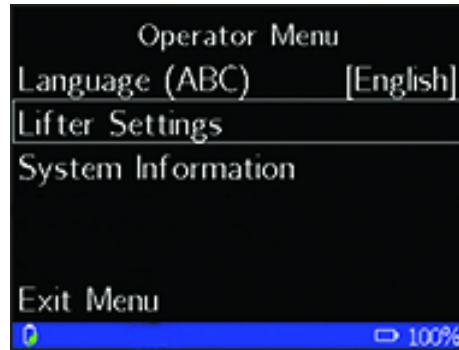 Operator Menu
Language (ABC) [English]
Lifter Settings
System Information
Exit Menu
100%